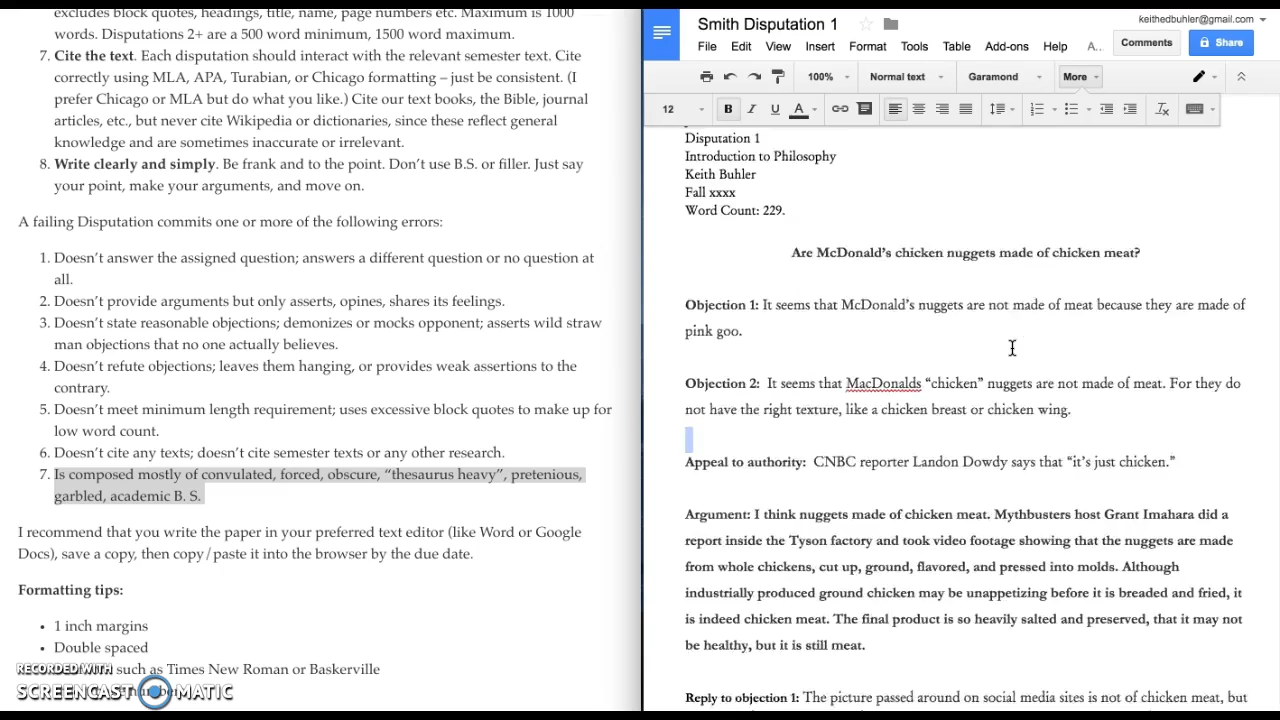 excludes block quotes, headings, title, name, page numbers etc. Maximum is 1000
words. Disputations 2+ are a 500 word minimum, 1500 word maximum.
7. Cite the text. Each disputation should interact with the relevant semester text. Cite
correctly using MLA, APA, Turabian, or Chicago formatting – just be consistent. (I
prefer Chicago or MLA but do what you like.) Cite our text books, the Bible, journal
articles, etc., but never cite Wikipedia or dictionaries, since these reflect general
knowledge and are sometimes inaccurate or irrelevant.
8. Write clearly and simply. Be frank and to the point. Don't use B.S. or filler. Just say
your point, make your arguments, and move on.
A failing Disputation commits one or more of the following errors:
1. Doesn't answer the assigned question; answers a different question or no question at
all.
2. Doesn't provide arguments but only asserts, opines, shares its feelings.
3. Doesn't state reasonable objections; demonizes or mocks opponent; asserts wild straw
man objections that no one actually believes.
4. Doesn't refute objections; leaves them hanging, or provides weak assertions to the
contrary.
5. Doesn't meet minimum length requirement; uses excessive block quotes to make up for
low word count.
6. Doesn't cite any texts; doesn't cite semester texts or any other research.
7. Is composed mostly of convulated, forced, obscure, "thesaurus heavy", pretenious,
garbled, academic B. S.
I recommend that you write the paper in your preferred text editor (like Word or Google
Docs), save a copy, then copy/paste it into the browser by the due date.
Formatting tips:
• 1 inch margins
• Double spaced
such as Times New Roman or Baskerville
RECORDED WITH
SCREENCAST MATIC
Smith Disputation 1
keithedbuhler@gmail.com
File Edit View Insert Format Tools Table Add-ons Help A...
Comments
Share
100% Normal text Garamond More
12 B I U A
Disputation 1
Introduction to Philosophy
Keith Buhler
Fall xxxx
Word Count: 229.
Are McDonald's chicken nuggets made of chicken meat?
Objection 1: It seems that McDonald's nuggets are not made of meat because they are made of
pink goo.
Objection 2: It seems that MacDonalds "chicken" nuggets are not made of meat. For they do
not have the right texture, like a chicken breast or chicken wing.
Appeal to authority: CNBC reporter Landon Dowdy says that "it's just chicken."
Argument: I think nuggets made of chicken meat. Mythbusters host Grant Imahara did a
report inside the Tyson factory and took video footage showing that the nuggets are made
from whole chickens, cut up, ground, flavored, and pressed into molds. Although
industrially produced ground chicken may be unappetizing before it is breaded and fried, it
is indeed chicken meat. The final product is so heavily salted and preserved, that it may not
be healthy, but it is still meat.
Reply to objection 1: The picture passed around on social media sites is not of chicken meat, but